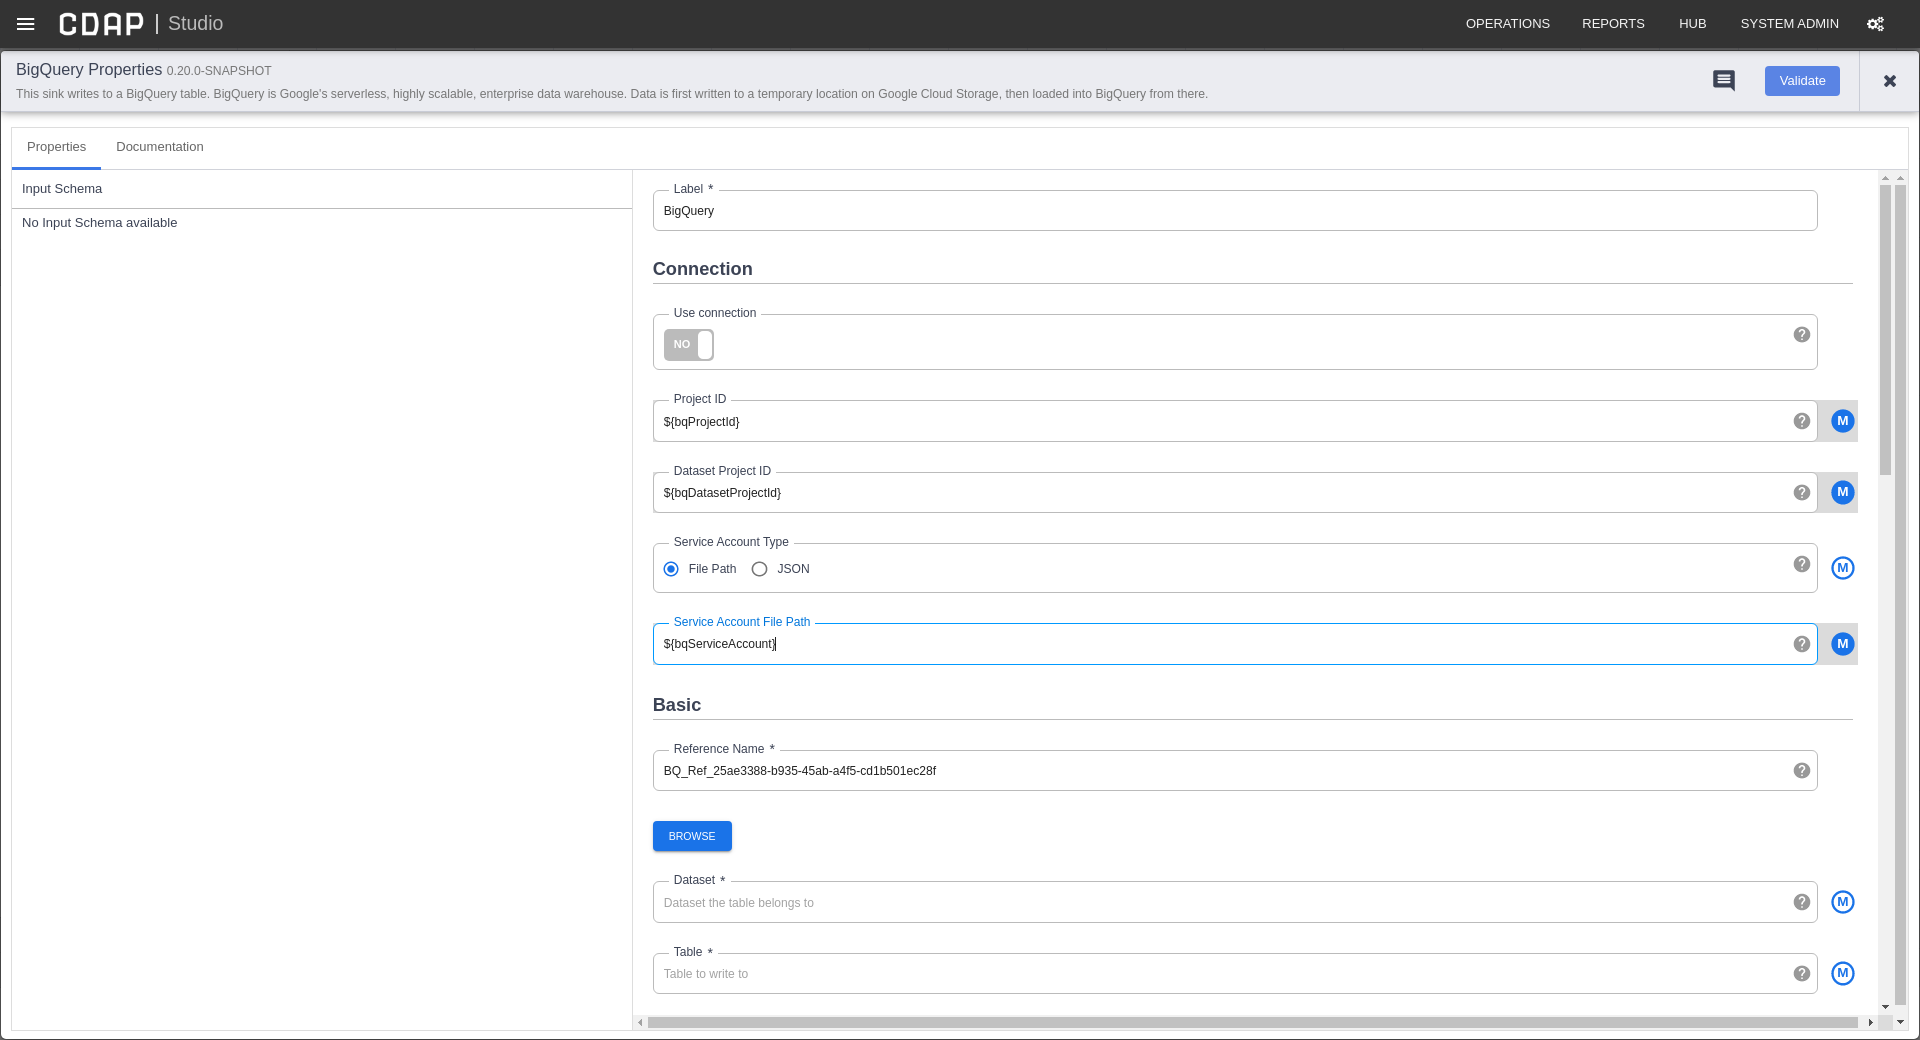 CDAP | Studio
OPERATIONS REPORTS HUB SYSTEM ADMIN
BigQuery Properties 0.20.0-SNAPSHOT
This sink writes to a BigQuery table. BigQuery is Google's serverless, highly scalable, enterprise data warehouse. Data is first written to a temporary location on Google Cloud Storage, then loaded into BigQuery from there.
Validate
Properties Documentation
Input Schema
No Input Schema available
Label *
BigQuery
Connection
Use connection
NO
Project ID
${bqProjectId}
M
Dataset Project ID
${bqDatasetProjectId}
M
Service Account Type
File Path JSON
M
Service Account File Path
${bqServiceAccount}
M
Basic
Reference Name *
BQ_Ref_25ae3388-b935-45ab-a4f5-cd1b501ec28f
BROWSE
Dataset *
Dataset the table belongs to
M
Table *
Table to write to
M